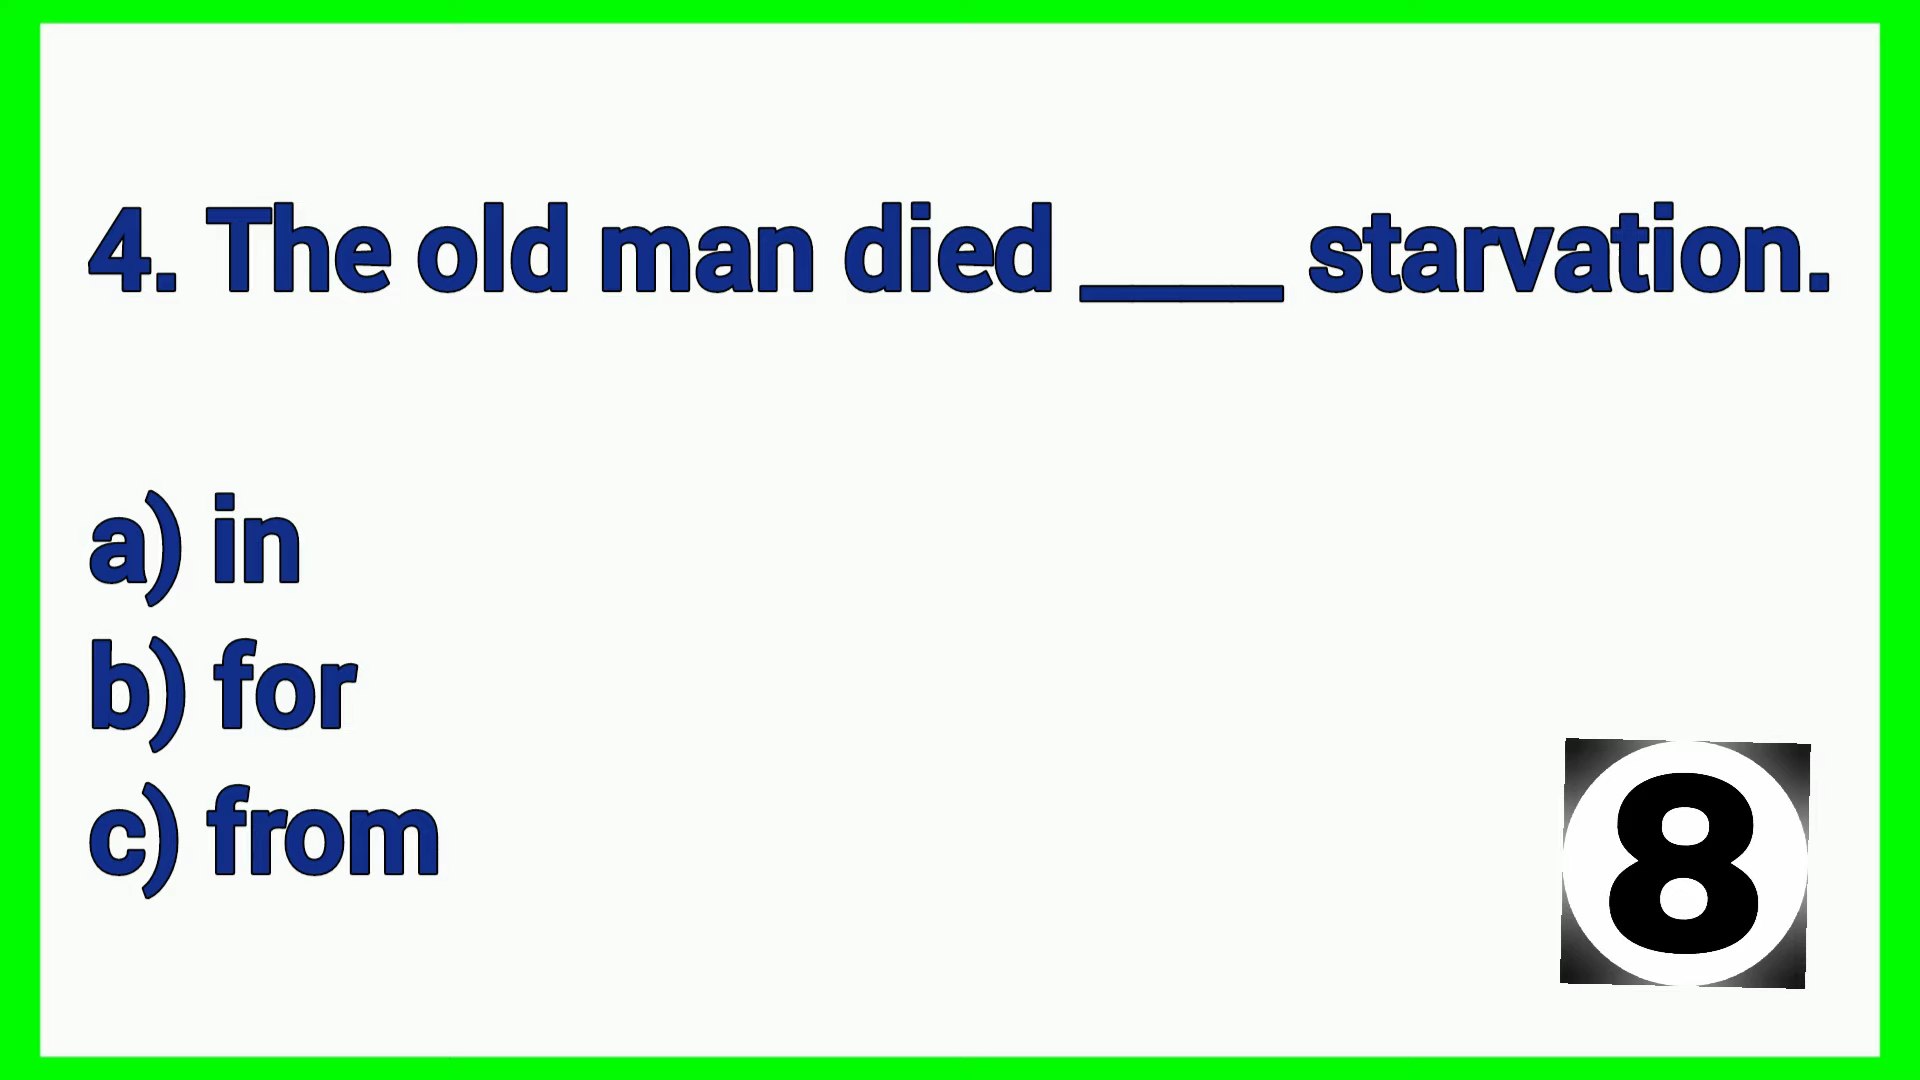 4. The old man died ____ starvation.
a) in
b) for
c) from
8